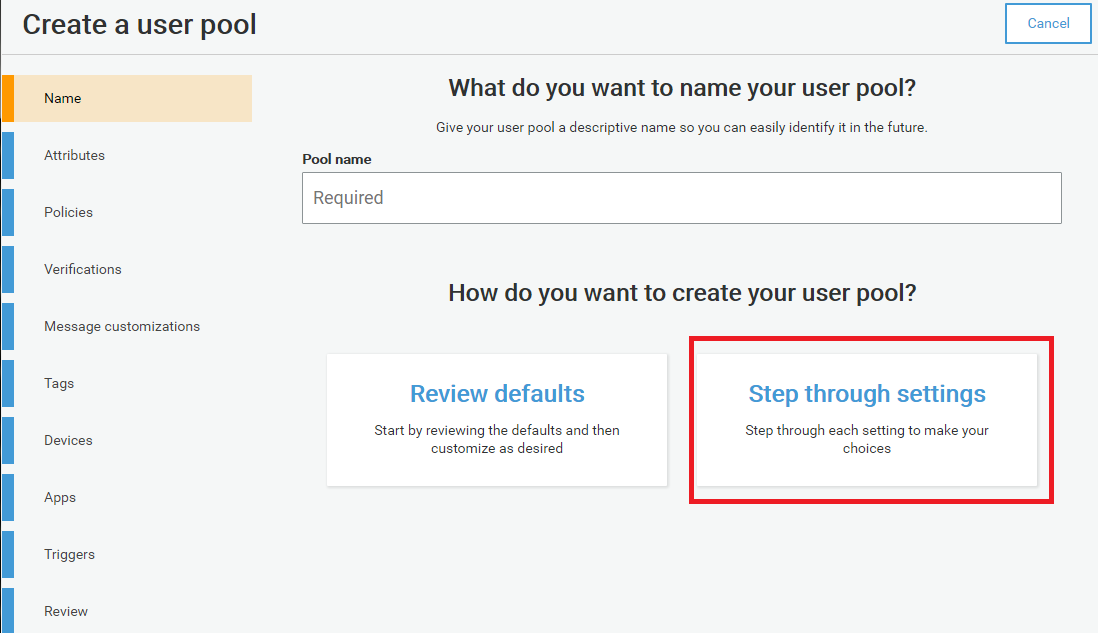 Create a user pool
Cancel
Name
Attributes
Policies
Verifications
Message customizations
Tags
Devices
Apps
Triggers
Review
What do you want to name your user pool?
Give your user pool a descriptive name so you can easily identify it in the future.
Pool name
Required
How do you want to create your user pool?
Review defaults
Start by reviewing the defaults and then
customize as desired
Step through settings
Step through each setting to make your
choices